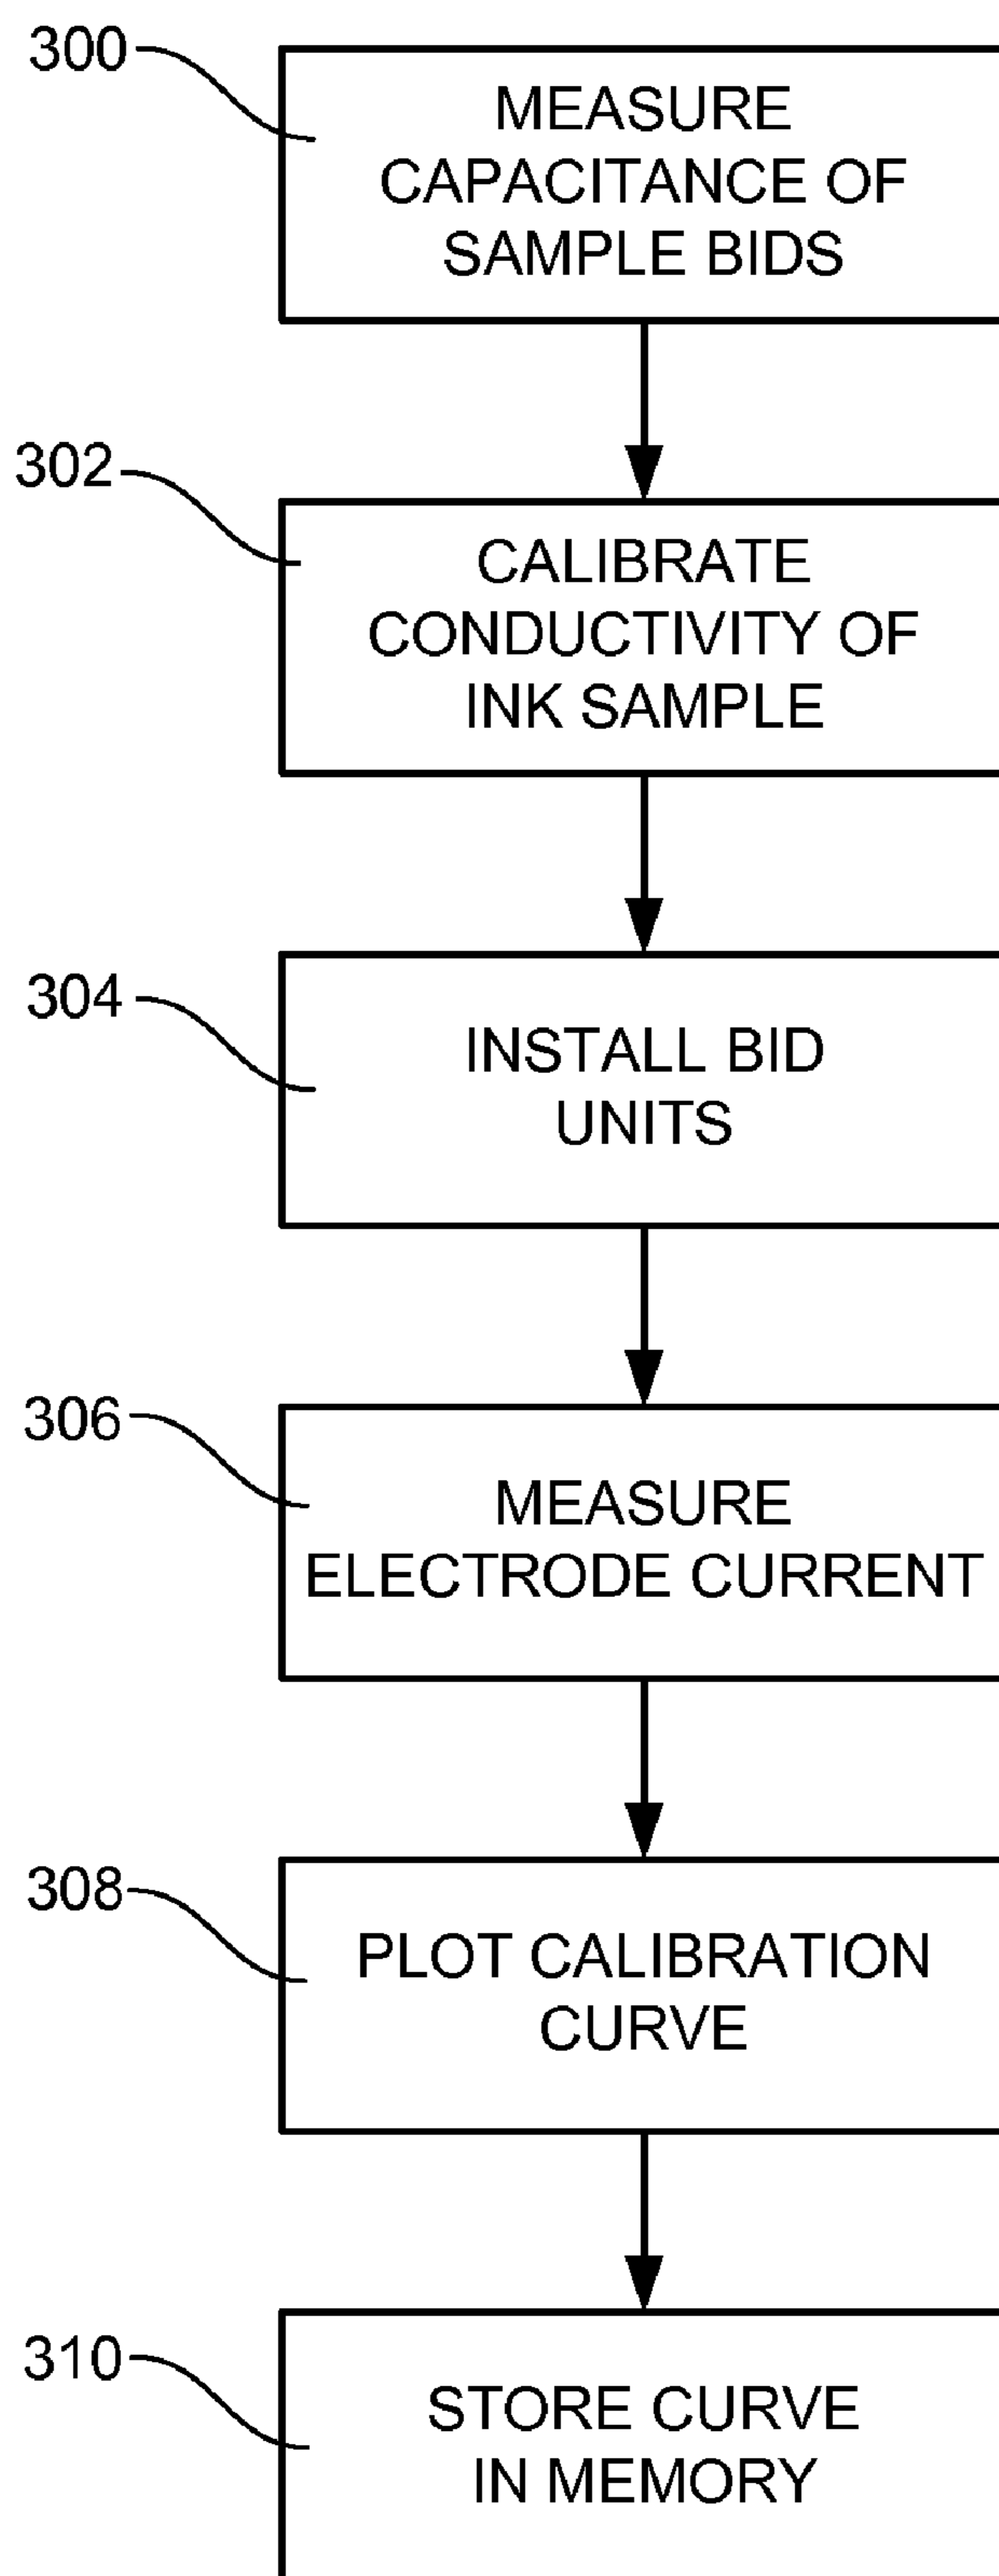 300
MEASURE
CAPACITANCE OF
SAMPLE BIDS
302
CALIBRATE
CONDUCTIVITY OF
INK SAMPLE
304
INSTALL BID
UNITS
306
MEASURE
ELECTRODE CURRENT
308
PLOT CALIBRATION
CURVE
310
STORE CURVE
IN MEMORY